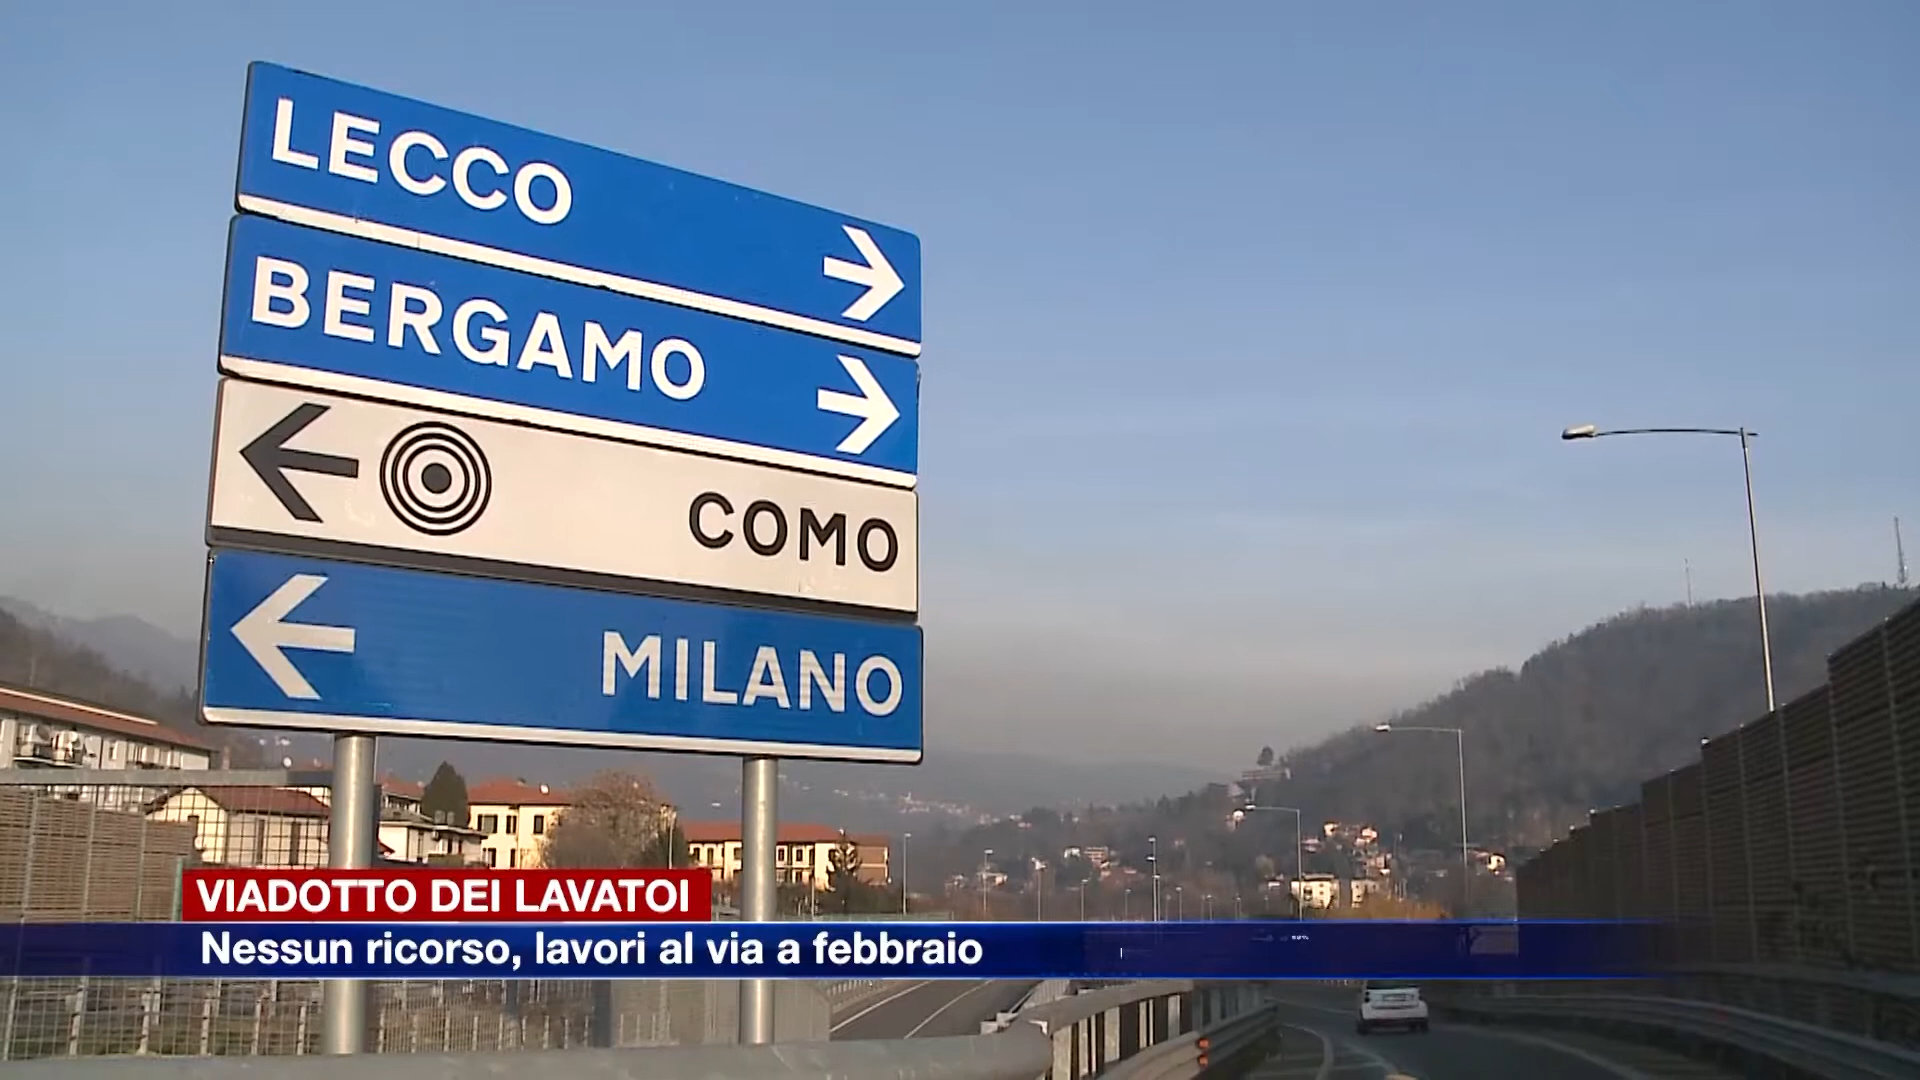 LECCO
BERGAMO
COMO
MILANO
VIADOTTO DEI LAVATOI
Nessun ricorso, lavori al via a febbraio